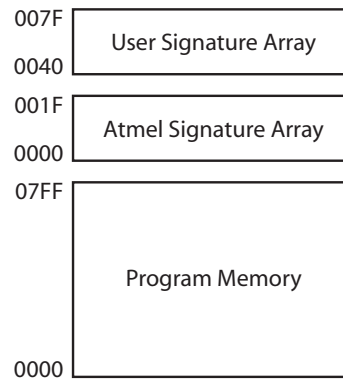 007F
User Signature Array
0040
001F
Atmel Signature Array
0000
07FF
Program Memory
0000